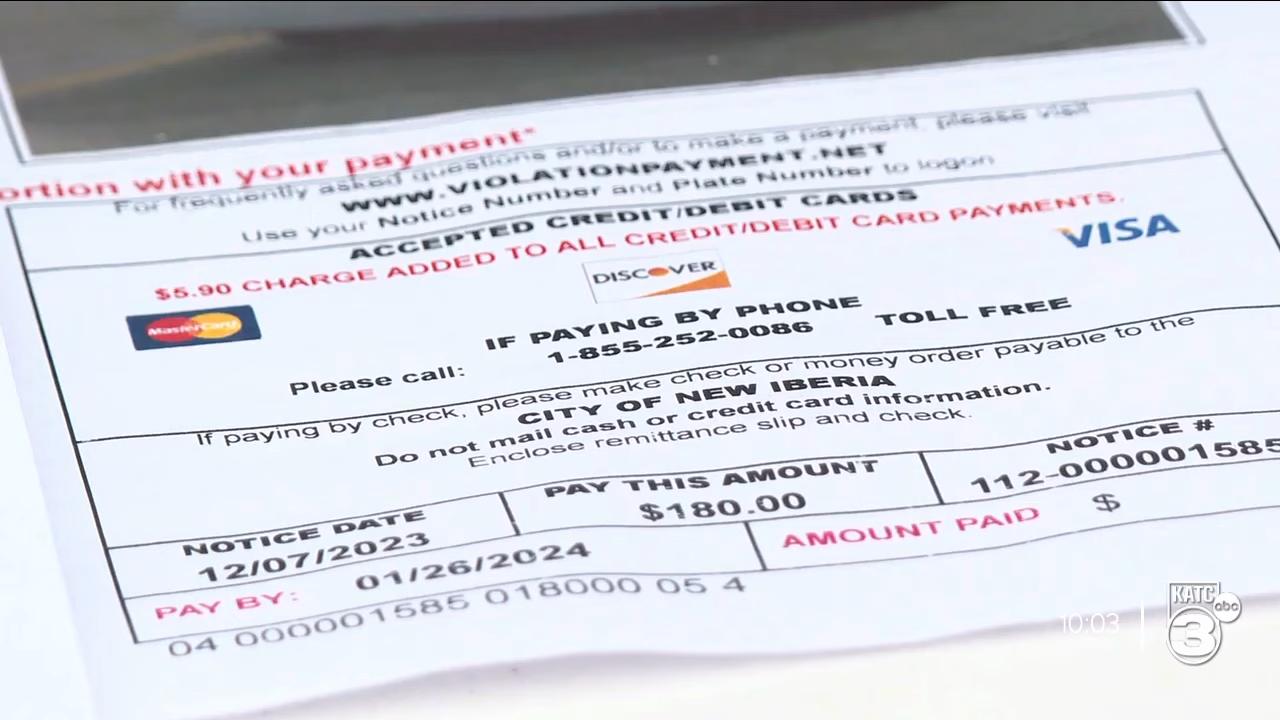 ortion with your payment*
For frequently asked questions and/or to make a payment, please visit
WWW.VIOLATIONPAYMENT.NET
Use your Notice Number and Plate Number to logon
ACCEPTED CREDIT/DEBIT CARDS
$5.90 CHARGE ADDED TO ALL CREDIT/DEBIT CARD PAYMENTS.
MasterCard
DISCOVER
VISA
IF PAYING BY PHONE
Please call: 1-855-252-0086 TOLL FREE
If paying by check, please make check or money order payable to the
CITY OF NEW IBERIA
Do not mail cash or credit card information.
Enclose remittance slip and check.
NOTICE DATE
12/07/2023
PAY THIS AMOUNT
$180.00
NOTICE #
112-000001585
PAY BY: 01/26/2024
AMOUNT PAID $
04 000001585 018000 05 4
10:03
KATC abc
3